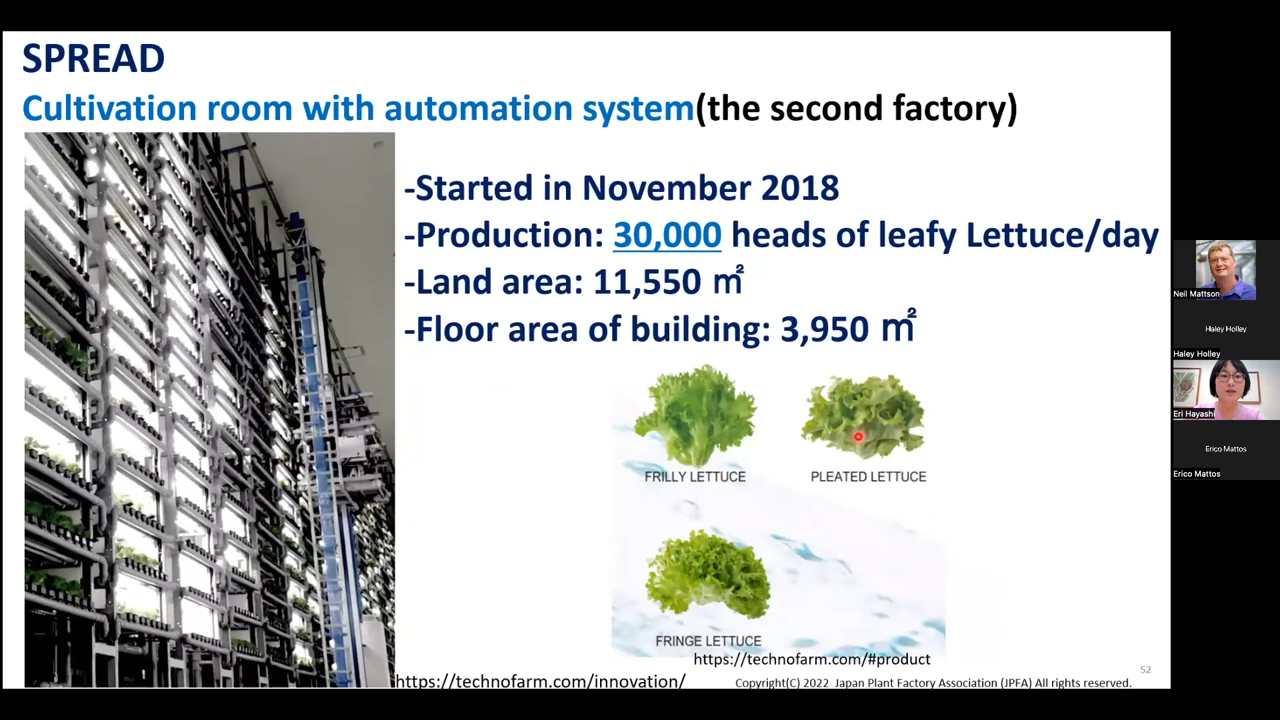 SPREAD
Cultivation room with automation system(the second factory)
-Started in November 2018
-Production: 30,000 heads of leafy Lettuce/day
-Land area: 11,550 ㎡
-Floor area of building: 3,950 ㎡
FRILLY LETTUCE
PLEATED LETTUCE
FRINGE LETTUCE
https://technofarm.com/#product
https://technofarm.com/innovation/
Copyright(C) 2022 Japan Plant Factory Association (JPFA) All rights reserved.
52
Neil Mattson
Haley Holley
Haley Holley
Eri Hayashi
Erico Mattos
Erico Mattos